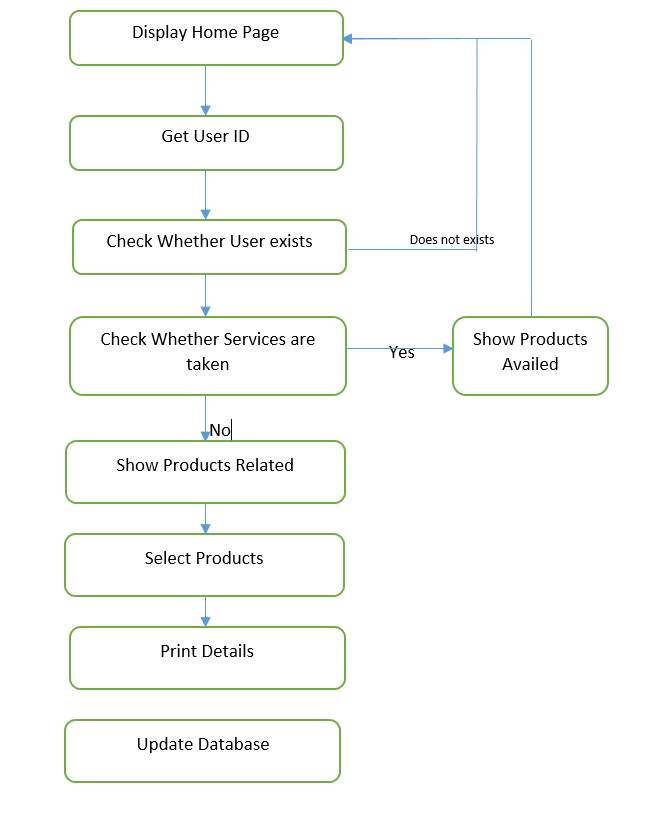 Display Home Page
Get User ID
Check Whether User exists
Does not exists
Check Whether Services are
taken
Yes
Show Products
Availed
No
Show Products Related
Select Products
Print Details
Update Database